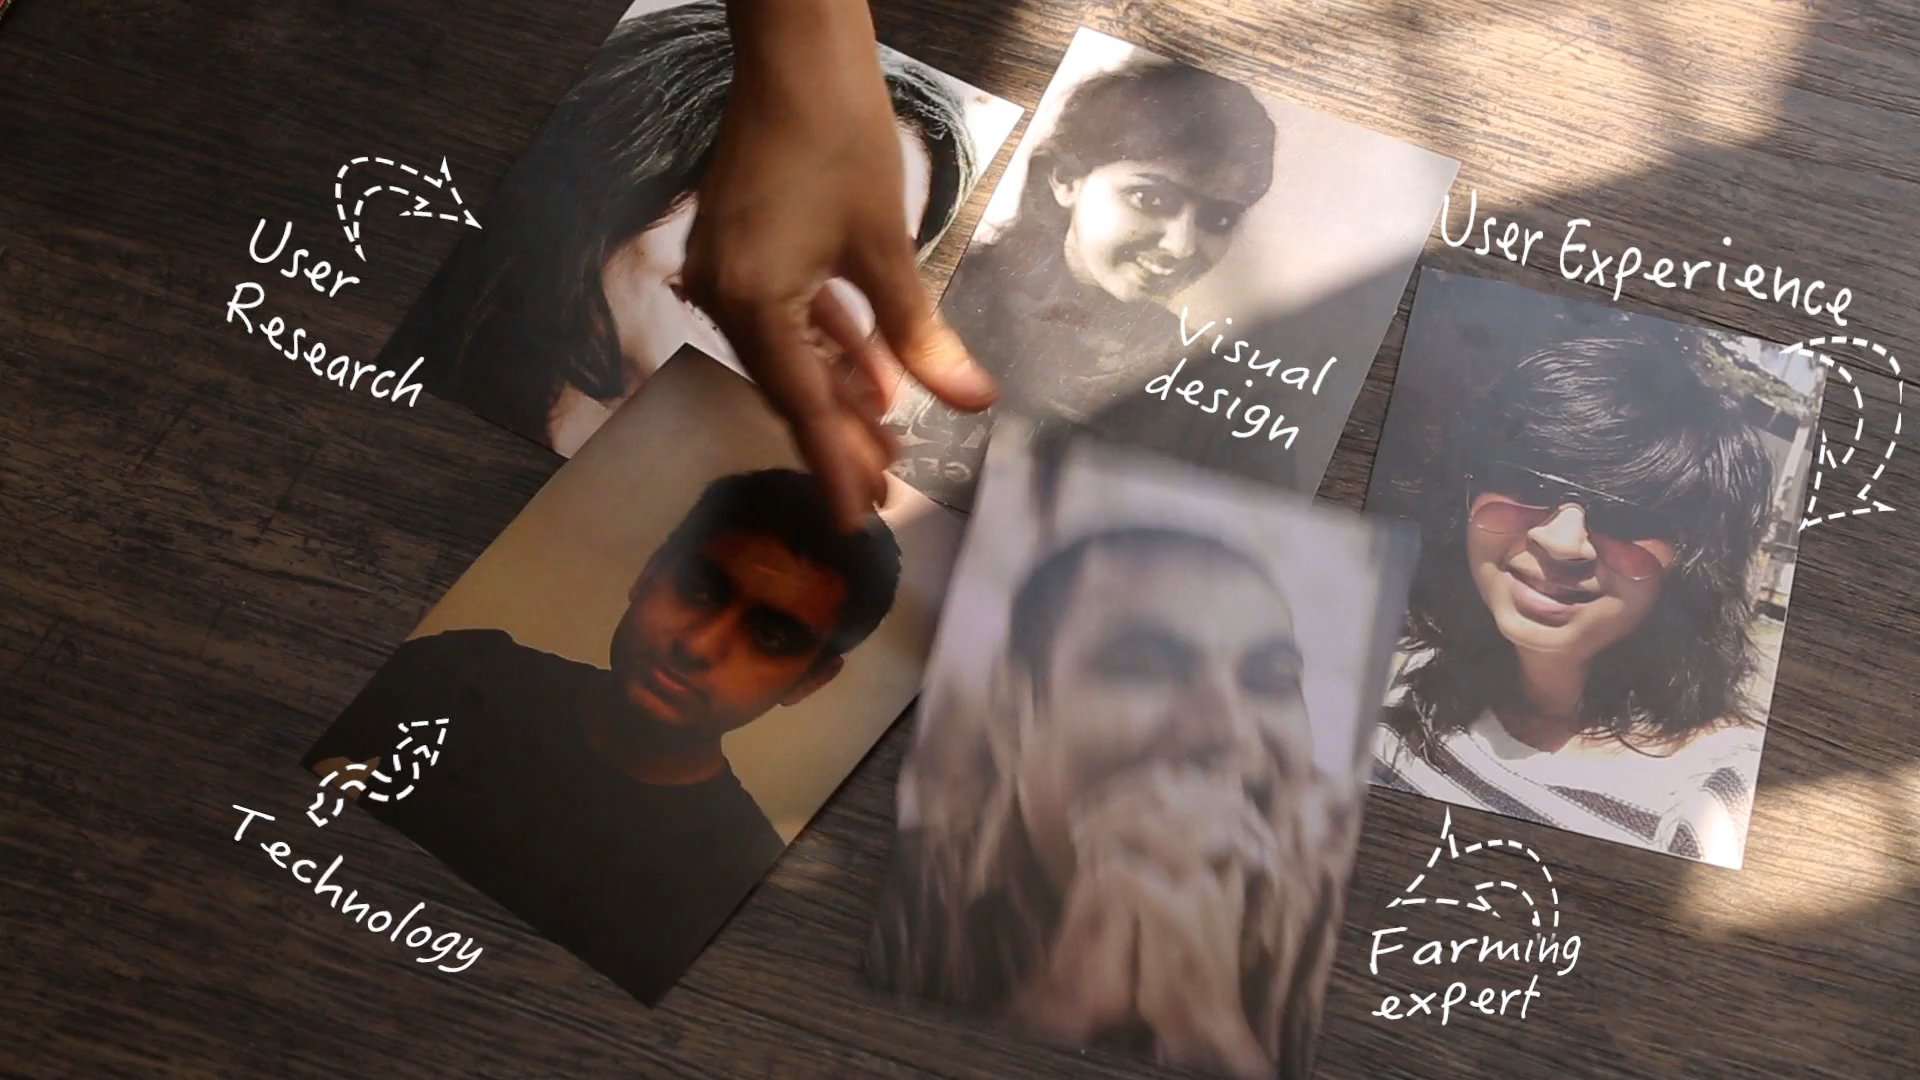 User
Research
Visual
design
User Experience
Technology
Farming
expert